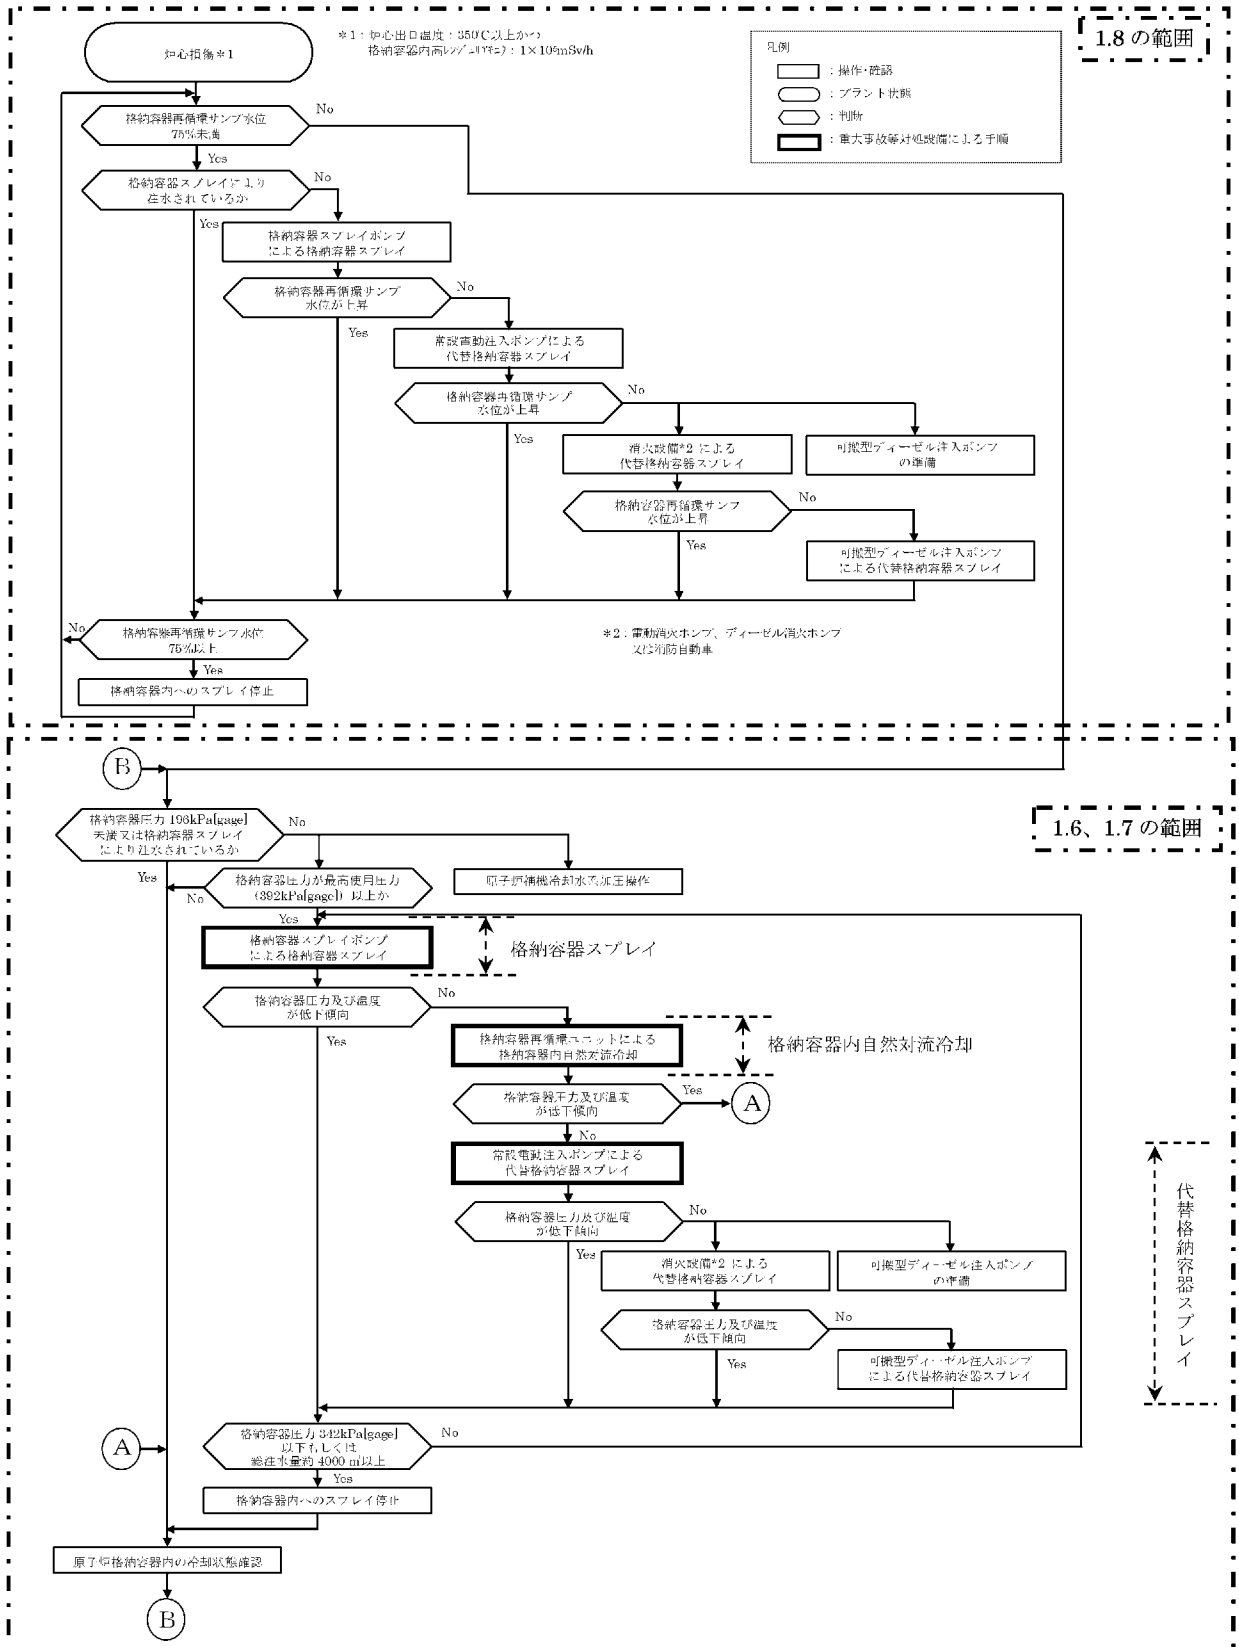 1.8 の範囲
炉心損傷＊1
＊1：炉心出口温度：350℃以上かつ
格納容器内高レンジエリアモニタ：1×10⁵mSv/h
凡例
：操作・確認
：プラント状態
：判断
：重大事故等対処設備による手順
格納容器再循環サンプ水位
75%未満
No
Yes
格納容器スプレイにより
注水されているか
No
Yes
格納容器スプレイポンプ
による格納容器スプレイ
格納容器再循環サンプ
水位が上昇
No
Yes
常設電動注入ポンプによる
代替格納容器スプレイ
格納容器再循環サンプ
水位が上昇
No
Yes
消火設備*2 による
代替格納容器スプレイ
可搬型ディーゼル注入ポンプ
の準備
格納容器再循環サンプ
水位が上昇
No
Yes
可搬型ディーゼル注入ポンプ
による代替格納容器スプレイ
No
格納容器再循環サンプ水位
75%以上
Yes
＊2：電動消火ポンプ、ディーゼル消火ポンプ
又は消防自動車
格納容器内へのスプレイ停止
B
1.6、1.7 の範囲
格納容器圧力 196kPa[gage]
未満又は格納容器スプレイ
により注水されているか
No
Yes
格納容器圧力が最高使用圧力
（392kPa[gage]）以上か
No
Yes
原子炉補機冷却水系加圧操作
格納容器スプレイポンプ
による格納容器スプレイ
格納容器スプレイ
格納容器圧力及び温度
が低下傾向
No
Yes
格納容器再循環ユニットによる
格納容器内自然対流冷却
格納容器内自然対流冷却
格納容器圧力及び温度
が低下傾向
Yes
A
No
常設電動注入ポンプによる
代替格納容器スプレイ
代替格納容器スプレイ
格納容器圧力及び温度
が低下傾向
No
Yes
消火設備*2 による
代替格納容器スプレイ
可搬型ディーゼル注入ポンプ
の準備
格納容器圧力及び温度
が低下傾向
No
Yes
可搬型ディーゼル注入ポンプ
による代替格納容器スプレイ
A
格納容器圧力 342kPa[gage]
以下もしくは
総注水量約 4000 ㎥以上
No
Yes
格納容器内へのスプレイ停止
原子炉格納容器内の冷却状態確認
B